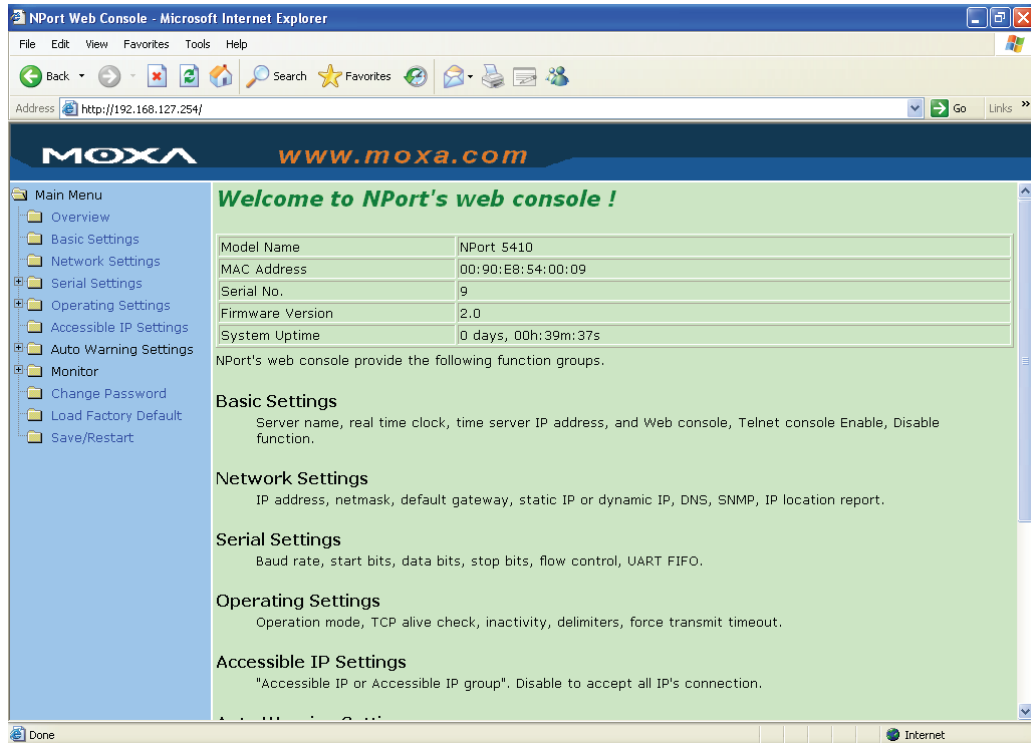 NPort Web Console - Microsoft Internet Explorer
File Edit View Favorites Tools Help
Back Search Favorites
Address http://192.168.127.254/ Go Links »
MOXA www.moxa.com
Main Menu
Overview
Basic Settings
Network Settings
Serial Settings
Operating Settings
Accessible IP Settings
Auto Warning Settings
Monitor
Change Password
Load Factory Default
Save/Restart
Welcome to NPort's web console !
Model Name NPort 5410
MAC Address 00:90:E8:54:00:09
Serial No. 9
Firmware Version 2.0
System Uptime 0 days, 00h:39m:37s
NPort's web console provide the following function groups.
Basic Settings
Server name, real time clock, time server IP address, and Web console, Telnet console Enable, Disable
function.
Network Settings
IP address, netmask, default gateway, static IP or dynamic IP, DNS, SNMP, IP location report.
Serial Settings
Baud rate, start bits, data bits, stop bits, flow control, UART FIFO.
Operating Settings
Operation mode, TCP alive check, inactivity, delimiters, force transmit timeout.
Accessible IP Settings
"Accessible IP or Accessible IP group". Disable to accept all IP's connection.
Done Internet